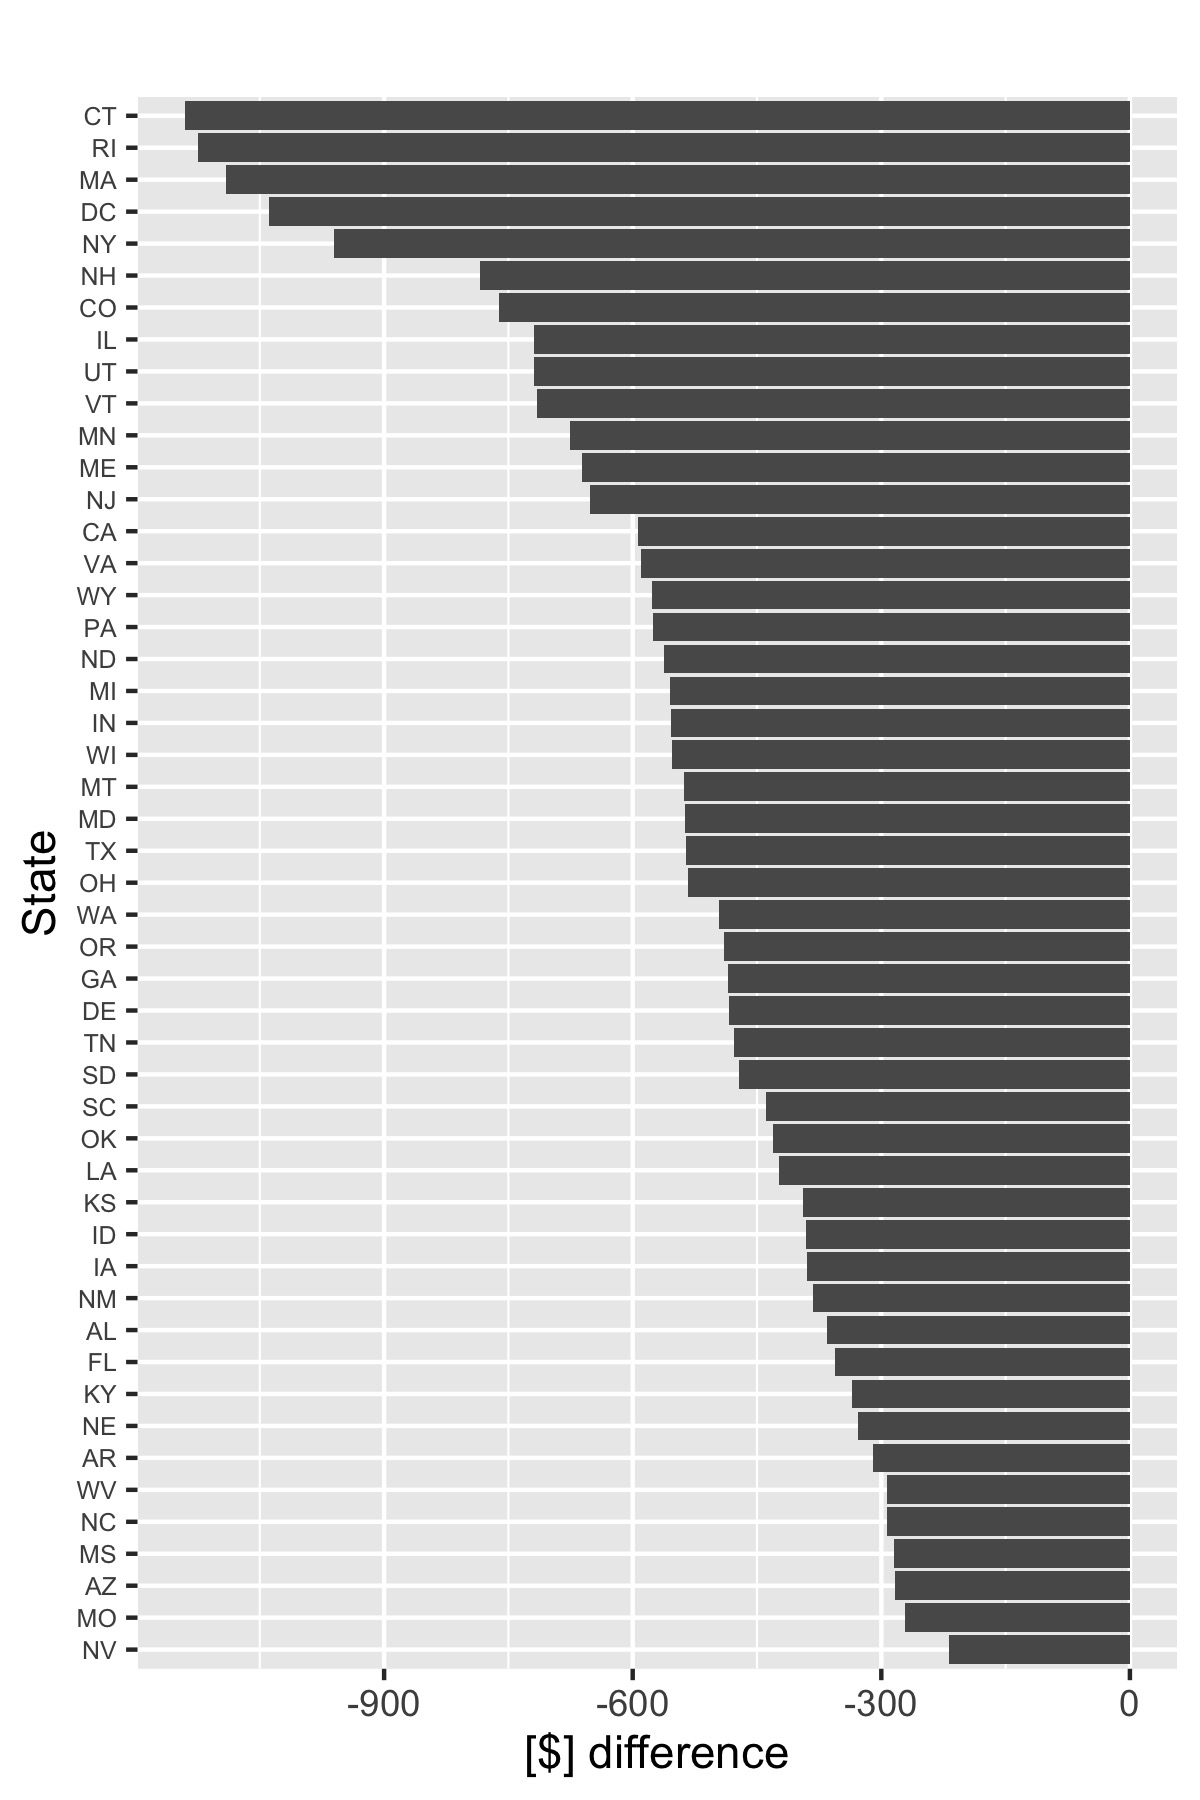 CT
RI
MA
DC
NY
NH
CO
IL
UT
VT
MN
ME
NJ
CA
VA
WY
PA
ND
MI
IN
WI
MT
MD
TX
OH
WA
OR
GA
DE
TN
SD
SC
OK
LA
KS
ID
IA
NM
AL
FL
KY
NE
AR
WV
NC
MS
AZ
MO
NV
State
-900 -600 -300 0
[$] difference